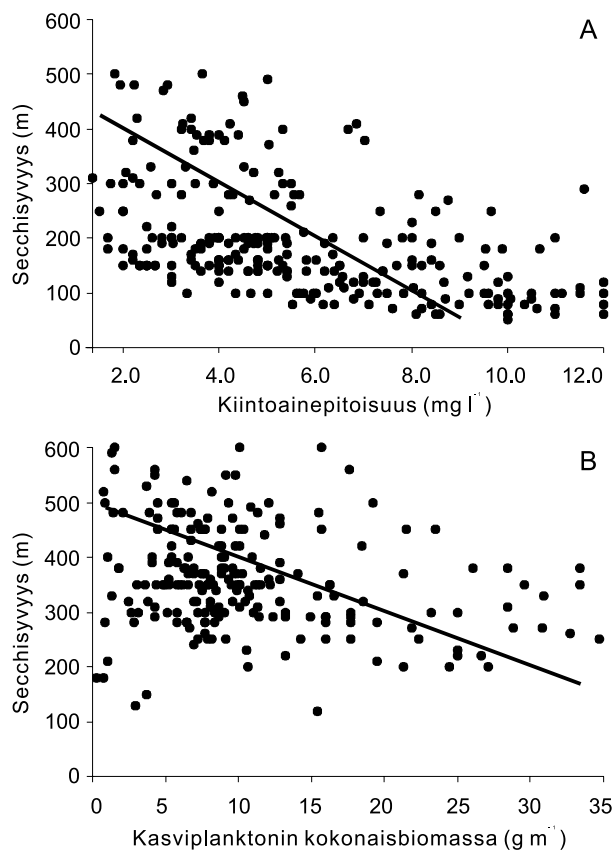 A
600
500
400
300
200
100
0
Secchisyvyys (m)
2.0 4.0 6.0 8.0 10.0 12.0
Kiintoainepitoisuus (mg l⁻¹)
B
600
500
400
300
200
100
0
Secchisyvyys (m)
0 5 10 15 20 25 30 35
Kasviplanktonin kokonaisbiomassa (g m⁻¹)